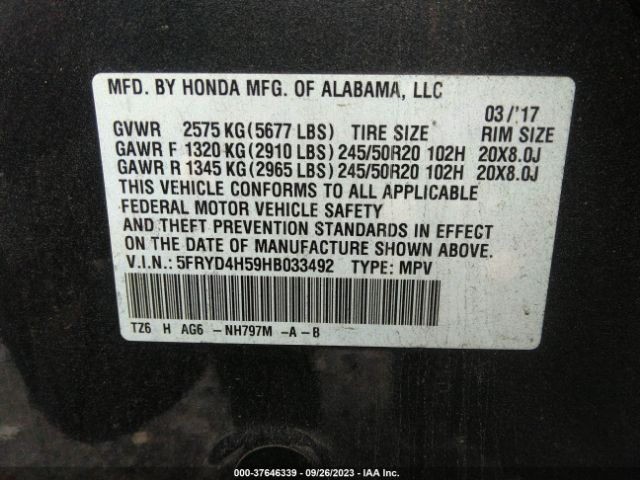 MFD. BY HONDA MFG. OF ALABAMA, LLC
03/'17
GVWR 2575 KG (5677 LBS) TIRE SIZE RIM SIZE
GAWR F 1320 KG (2910 LBS) 245/50R20 102H 20X8.0J
GAWR R 1345 KG (2965 LBS) 245/50R20 102H 20X8.0J
THIS VEHICLE CONFORMS TO ALL APPLICABLE
FEDERAL MOTOR VEHICLE SAFETY
AND THEFT PREVENTION STANDARDS IN EFFECT
ON THE DATE OF MANUFACTURE SHOWN ABOVE.
V.I.N.: 5FRYD4H59HB033492 TYPE: MPV
TZ6 H AG6 -NH797M -A -B
000-37646339 - 09/26/2023 - IAA Inc.